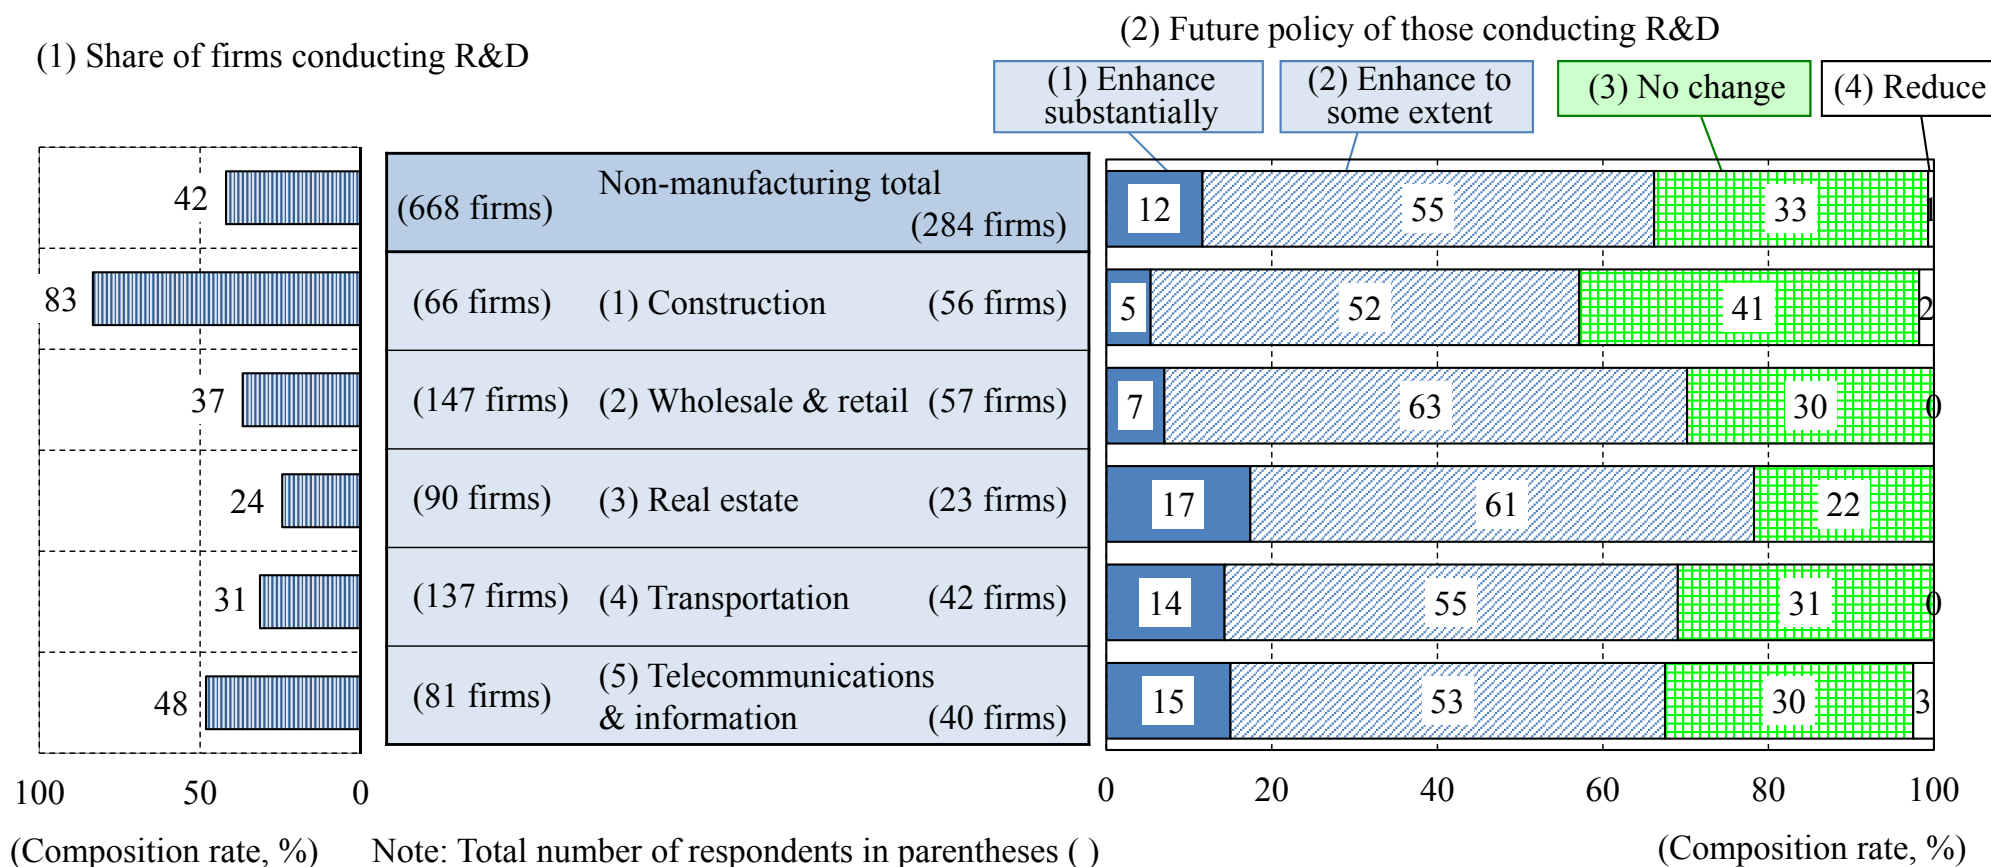 (1) Share of firms conducting R&D
(2) Future policy of those conducting R&D
(1) Enhance
substantially
(2) Enhance to
some extent
(3) No change
(4) Reduce
42
(668 firms)
Non-manufacturing total
(284 firms)
12
55
33
1
83
(66 firms)
(1) Construction
(56 firms)
5
52
41
2
37
(147 firms)
(2) Wholesale & retail
(57 firms)
7
63
30
0
24
(90 firms)
(3) Real estate
(23 firms)
17
61
22
31
(137 firms)
(4) Transportation
(42 firms)
14
55
31
0
48
(81 firms)
(5) Telecommunications
& information
(40 firms)
15
53
30
3
100
50
0
0
20
40
60
80
100
(Composition rate, %)
Note: Total number of respondents in parentheses ( )
(Composition rate, %)